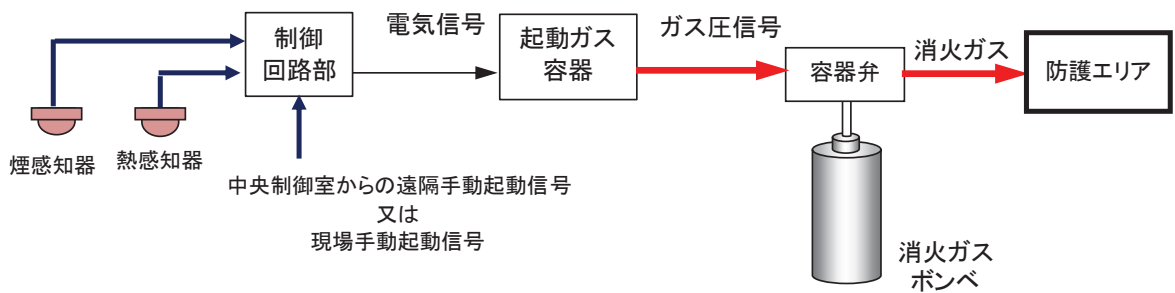 制御
回路部
電気信号
起動ガス
容器
ガス圧信号
容器弁
消火ガス
防護エリア
煙感知器
熱感知器
中央制御室からの遠隔手動起動信号
又は
現場手動起動信号
消火ガス
ボンベ